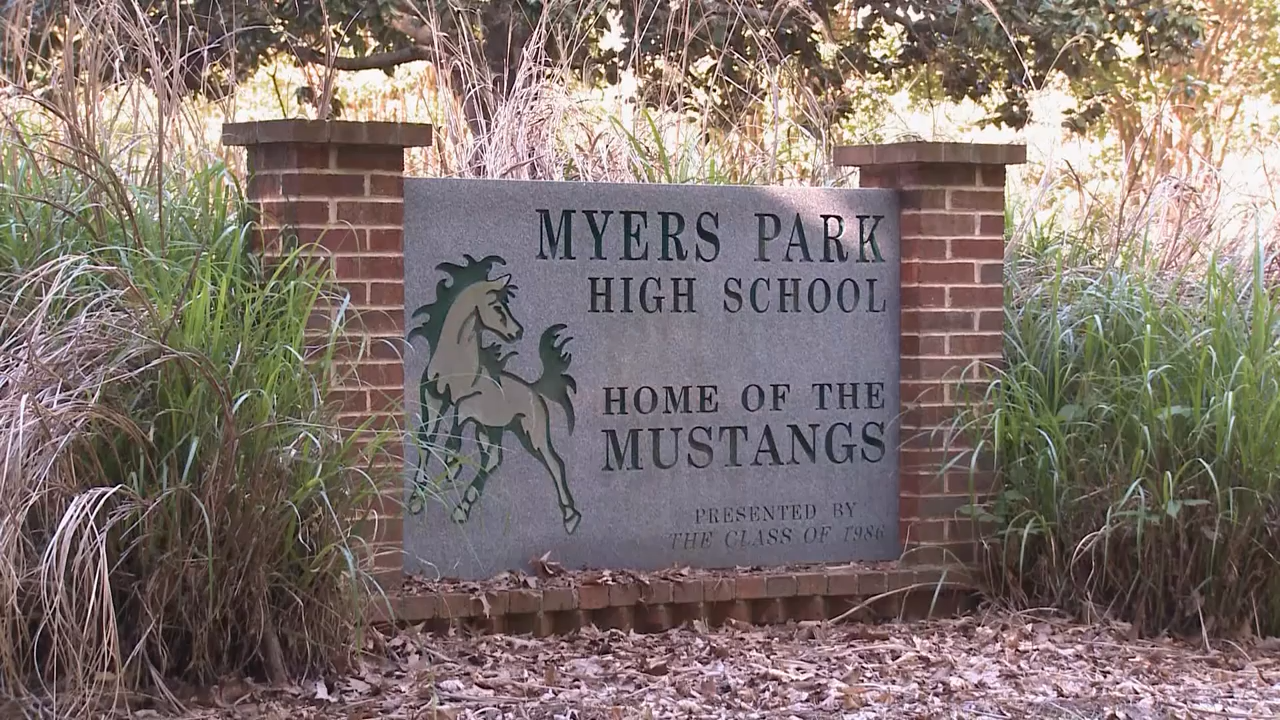 MYERS PARK
HIGH SCHOOL
HOME OF THE
MUSTANGS
PRESENTED BY
THE CLASS OF 1986